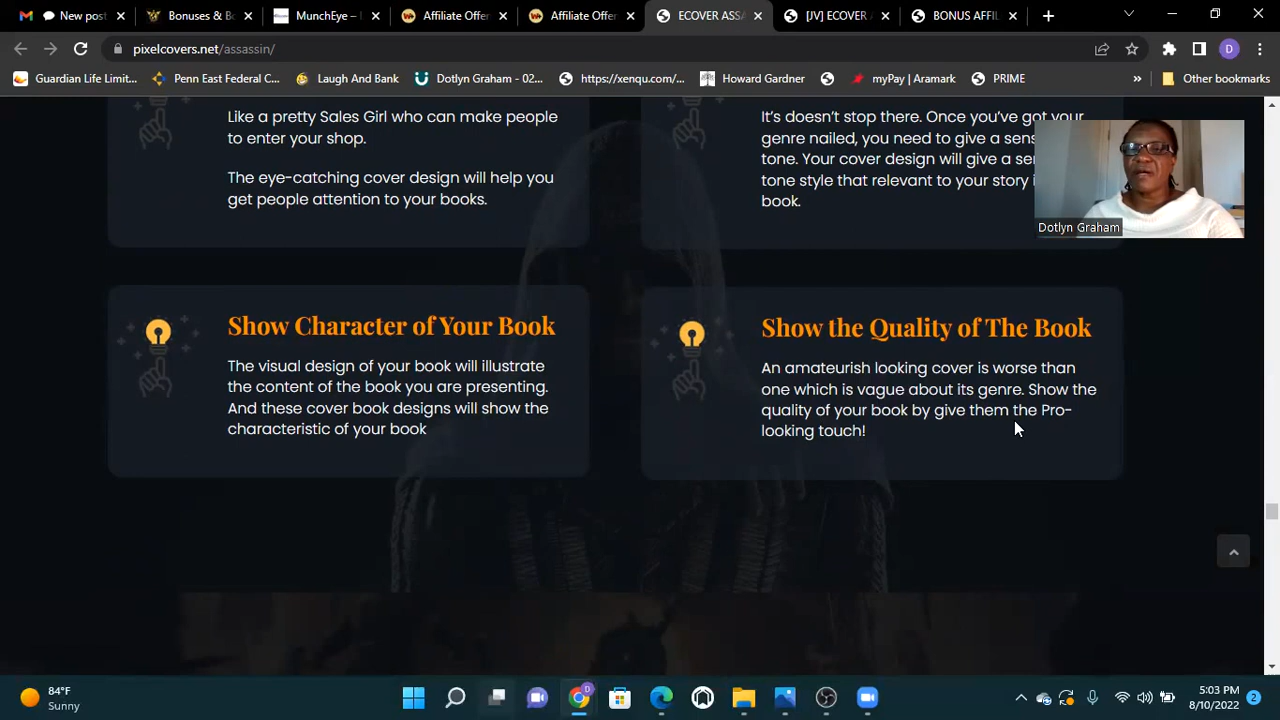 New post
Bonuses & B
MunchEye –
Affiliate Offer
Affiliate Offer
ECOVER ASSA
[JV] ECOVER
BONUS AFFIL
pixelcovers.net/assassin/
D
Guardian Life Limit...
Penn East Federal C...
Laugh And Bank
Dotlyn Graham - 02...
https://xenqu.com/...
Howard Gardner
myPay | Aramark
PRIME
»
Other bookmarks
Like a pretty Sales Girl who can make people
to enter your shop.
The eye-catching cover design will help you
get people attention to your books.
It's doesn't stop there. Once you've got your
genre nailed, you need to give a sens
tone. Your cover design will give a se
tone style that relevant to your story i
book.
Dotlyn Graham
Show Character of Your Book
The visual design of your book will illustrate
the content of the book you are presenting.
And these cover book designs will show the
characteristic of your book
Show the Quality of The Book
An amateurish looking cover is worse than
one which is vague about its genre. Show the
quality of your book by give them the Pro-
looking touch!
84°F
Sunny
D
5:03 PM
8/10/2022
2